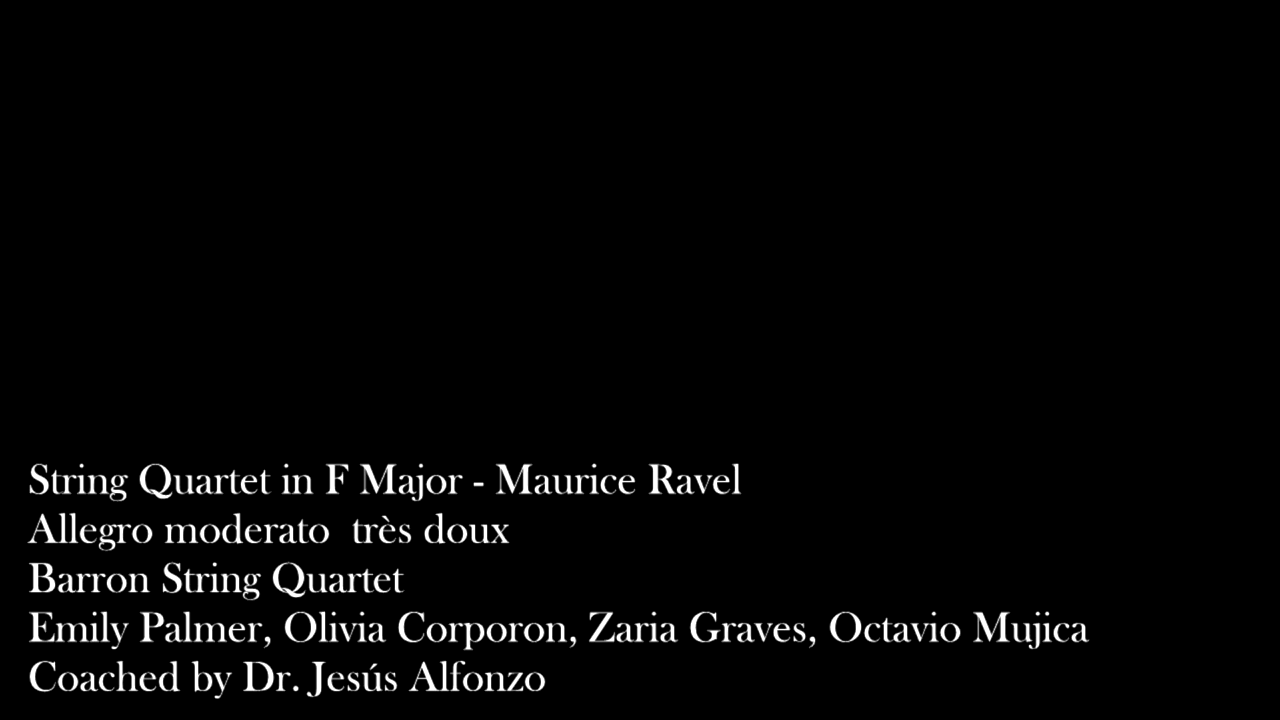 String Quartet in F Major - Maurice Ravel
Allegro moderato  très doux
Barron String Quartet
Emily Palmer, Olivia Corporon, Zaria Graves, Octavio Mujica
Coached by Dr. Jesús Alfonzo